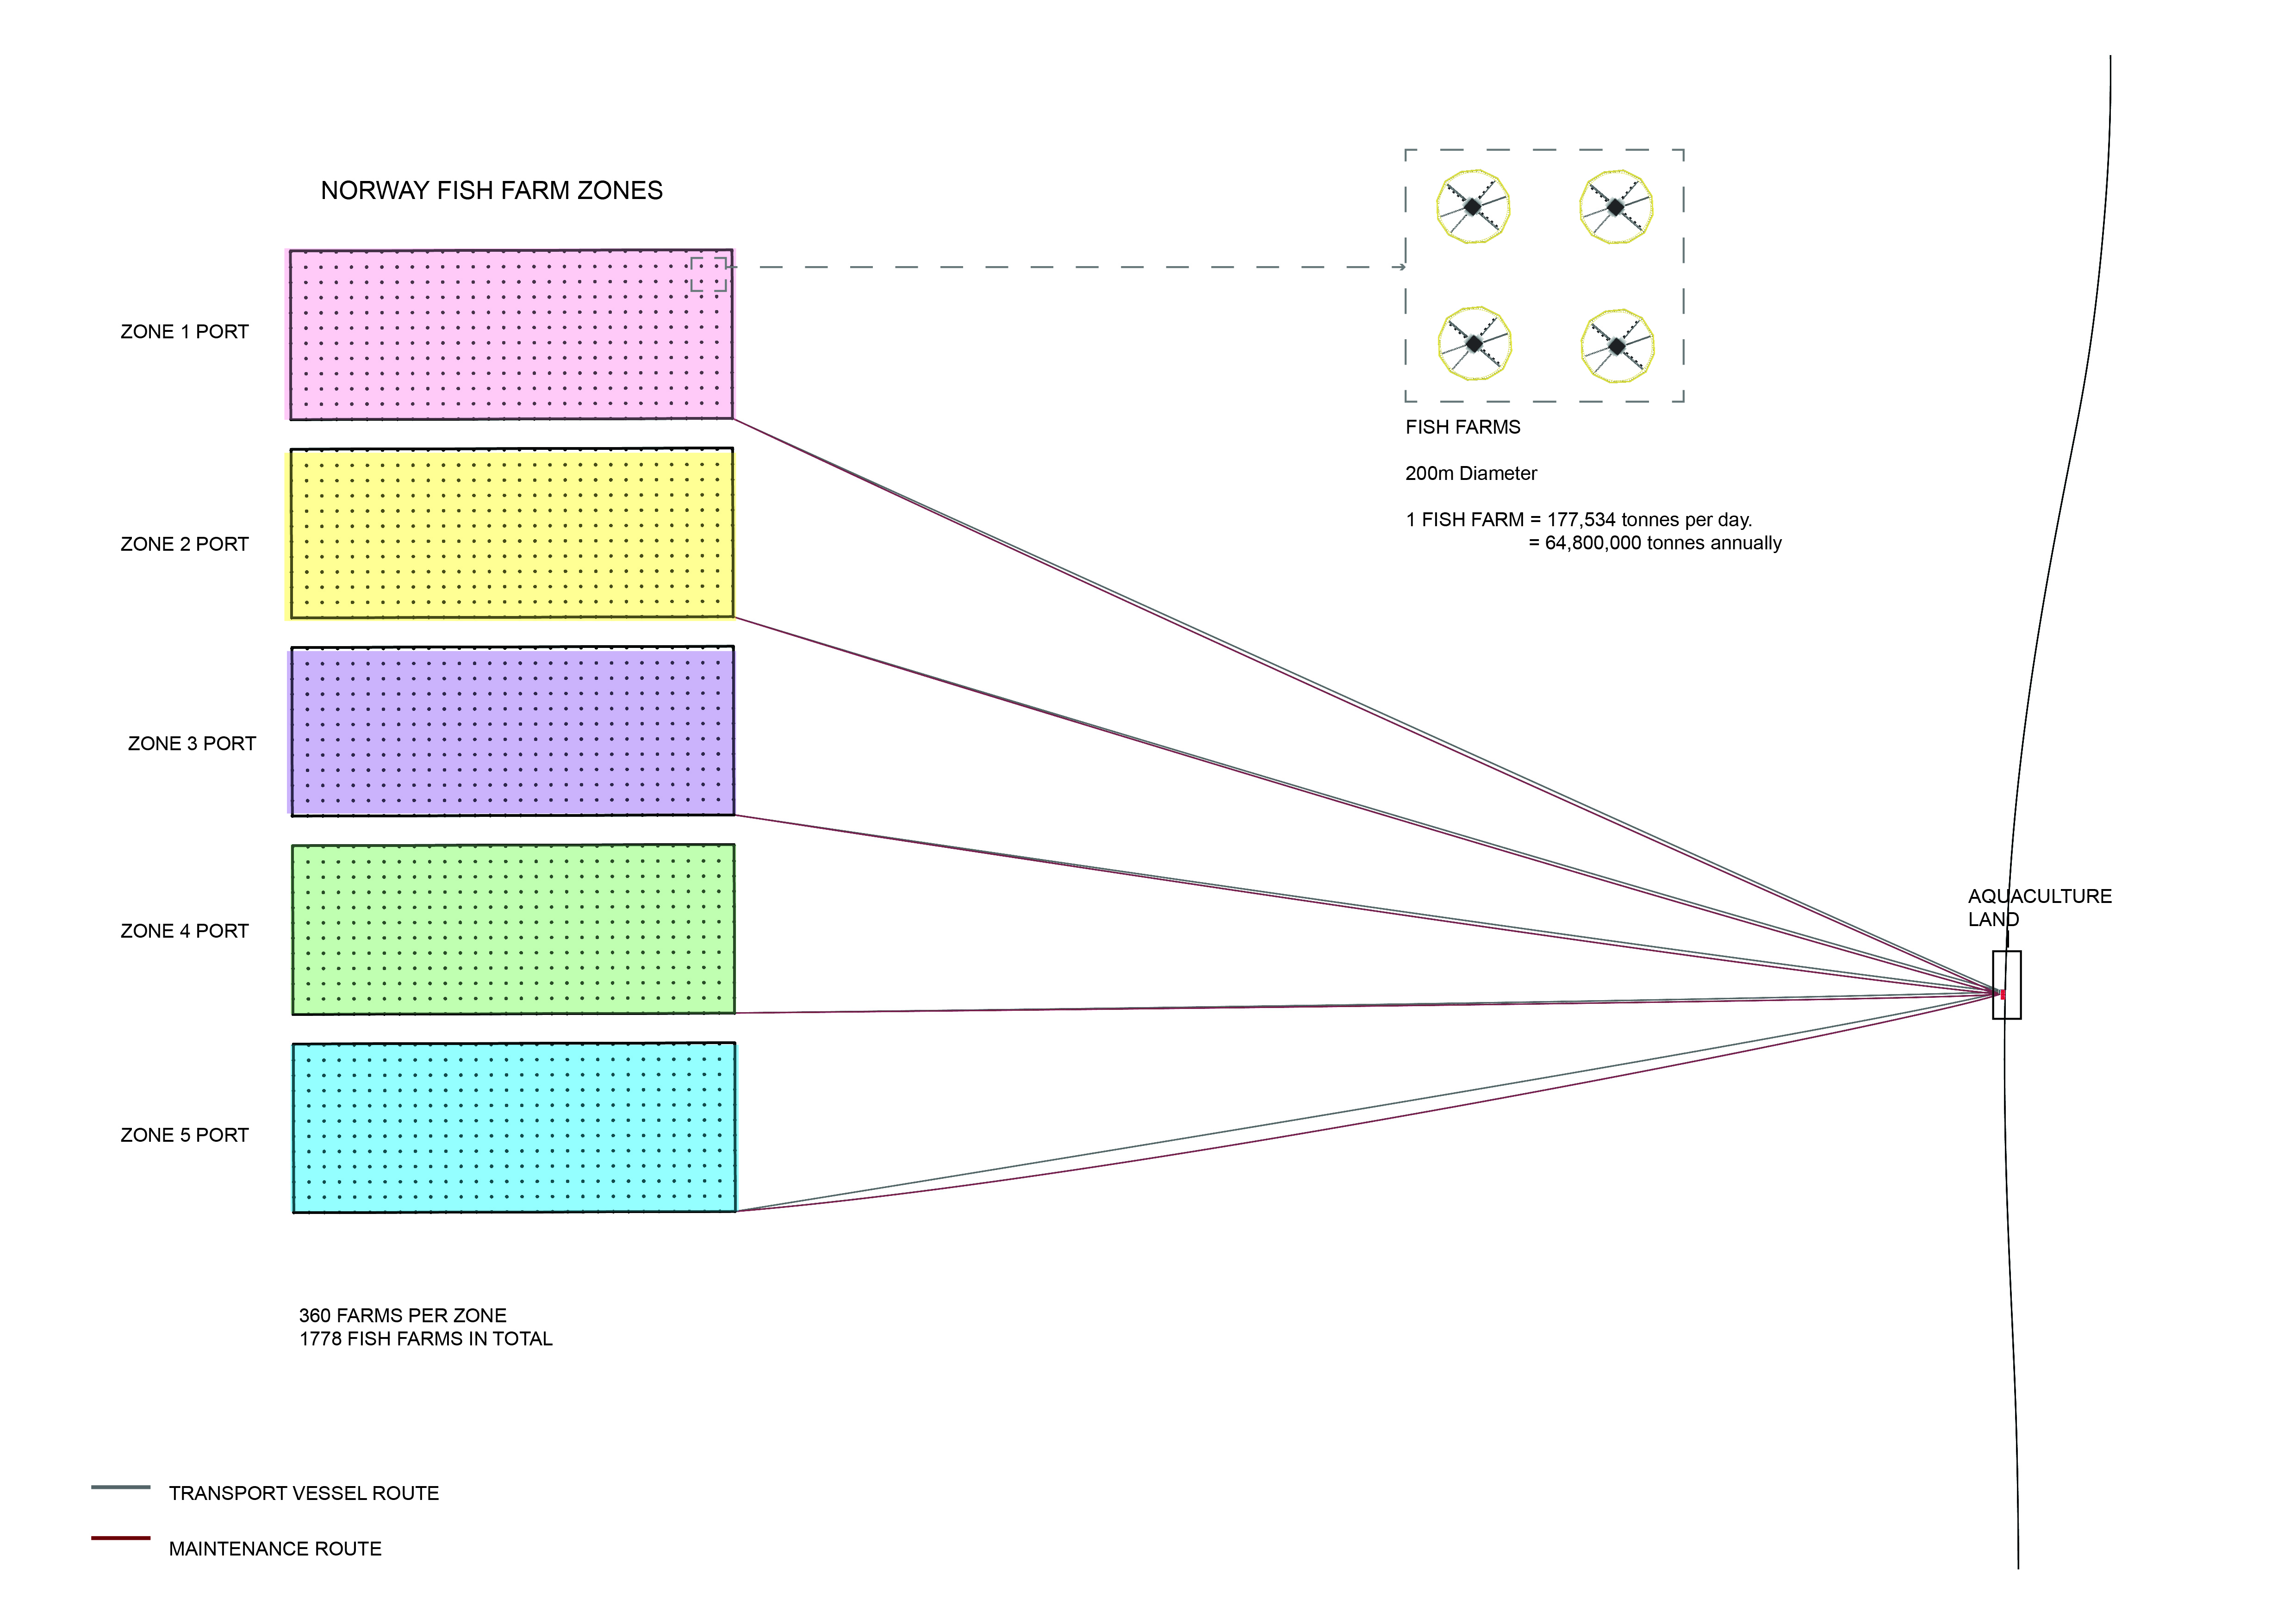 NORWAY FISH FARM ZONES
ZONE 1 PORT
ZONE 2 PORT
ZONE 3 PORT
ZONE 4 PORT
ZONE 5 PORT
FISH FARMS
200m Diameter
1 FISH FARM = 177,534 tonnes per day.
= 64,800,000 tonnes annually
AQUACULTURE
LAND
360 FARMS PER ZONE
1778 FISH FARMS IN TOTAL
TRANSPORT VESSEL ROUTE
MAINTENANCE ROUTE